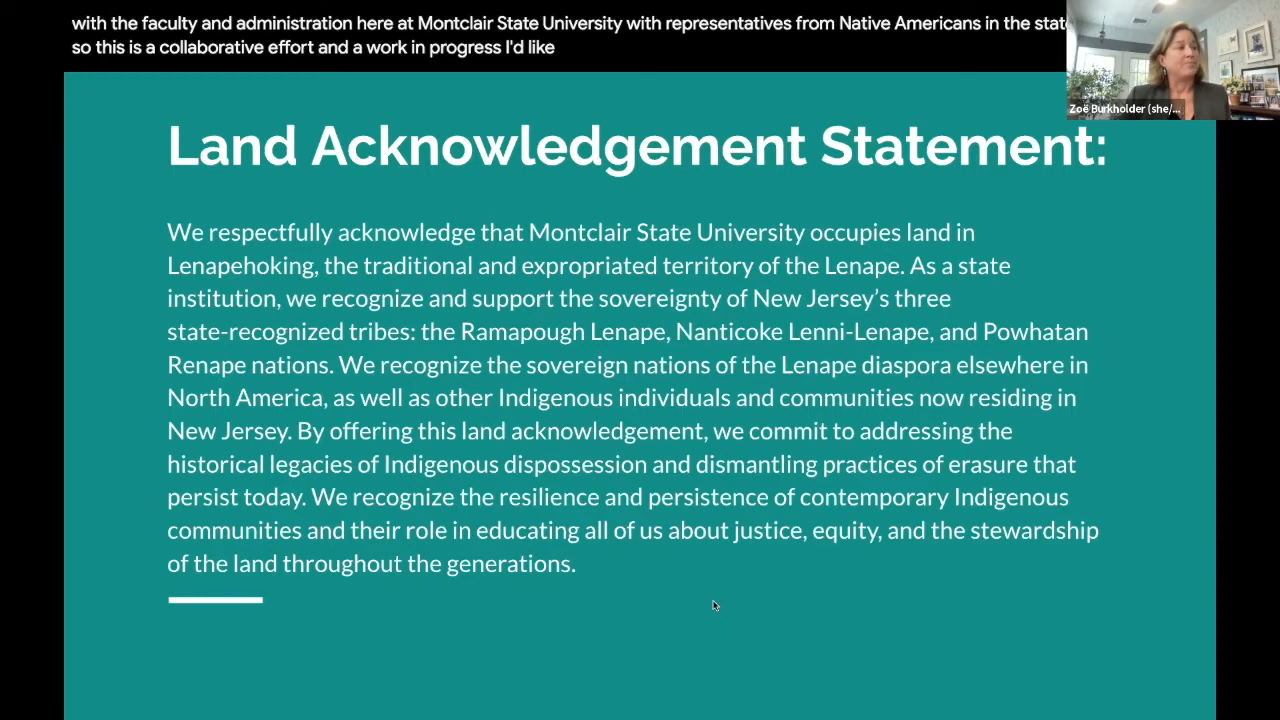 with the faculty and administration here at Montclair State University with representatives from Native Americans in the
so this is a collaborative effort and a work in progress I'd like
Zoë Burkholder (she/...
Land Acknowledgement Statement:
We respectfully acknowledge that Montclair State University occupies land in
Lenapehoking, the traditional and expropriated territory of the Lenape. As a state
institution, we recognize and support the sovereignty of New Jersey’s three
state-recognized tribes: the Ramapough Lenape, Nanticoke Lenni-Lenape, and Powhatan
Renape nations. We recognize the sovereign nations of the Lenape diaspora elsewhere in
North America, as well as other Indigenous individuals and communities now residing in
New Jersey. By offering this land acknowledgement, we commit to addressing the
historical legacies of Indigenous dispossession and dismantling practices of erasure that
persist today. We recognize the resilience and persistence of contemporary Indigenous
communities and their role in educating all of us about justice, equity, and the stewardship
of the land throughout the generations.